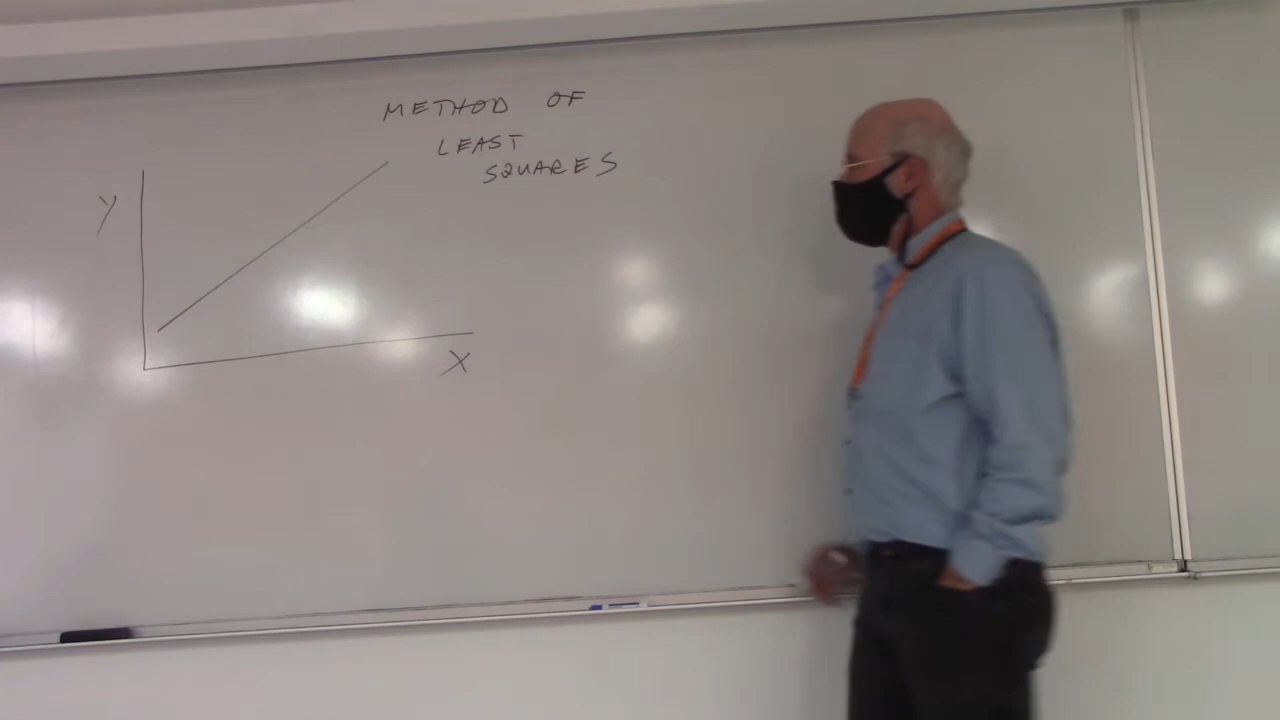 METHOD OF
LEAST
SQUARES
Y
X